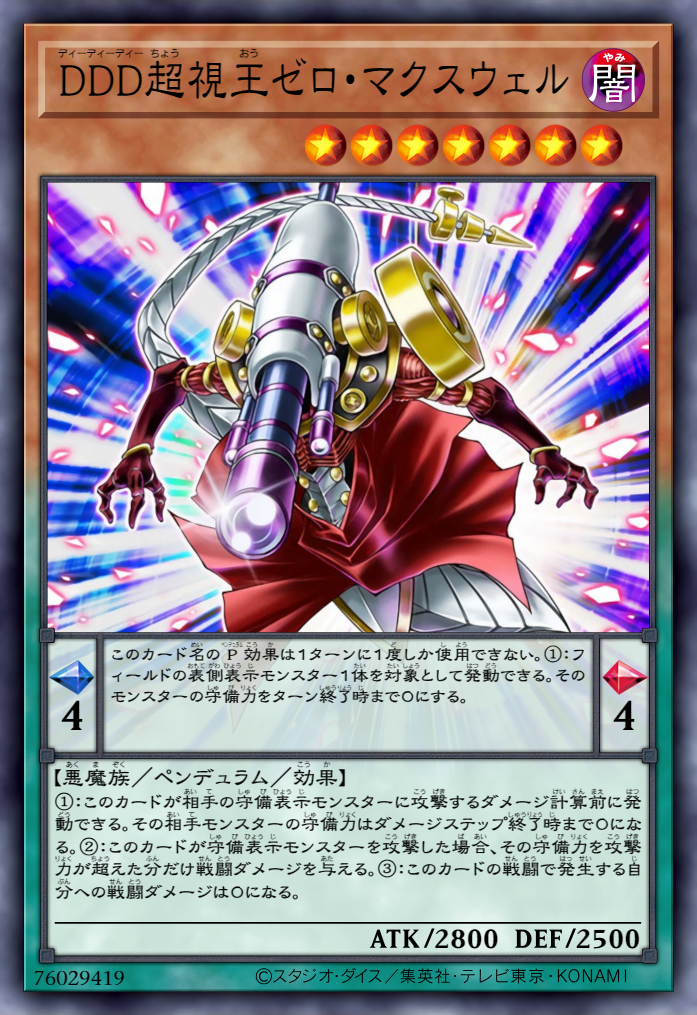 DDD超視王ゼロ・マクスウェル
闇
このカード名のP効果は1ターンに1度しか使用できない。①:フ
ィールドの表側表示モンスター1体を対象として発動できる。その
モンスターの守備力をターン終了時まで0にする。
4
4
【悪魔族/ペンデュラム/効果】
①:このカードが相手の守備表示モンスターに攻撃するダメージ計算前に発
動できる。その相手モンスターの守備力はダメージステップ終了時まで0にな
る。②:このカードが守備表示モンスターを攻撃した場合、その守備力を攻撃
力が超えた分だけ戦闘ダメージを与える。③:このカードの戦闘で発生する自
分への戦闘ダメージは0になる。
ATK/2800 DEF/2500
76029419
©スタジオ・ダイス/集英社・テレビ東京・KONAMI